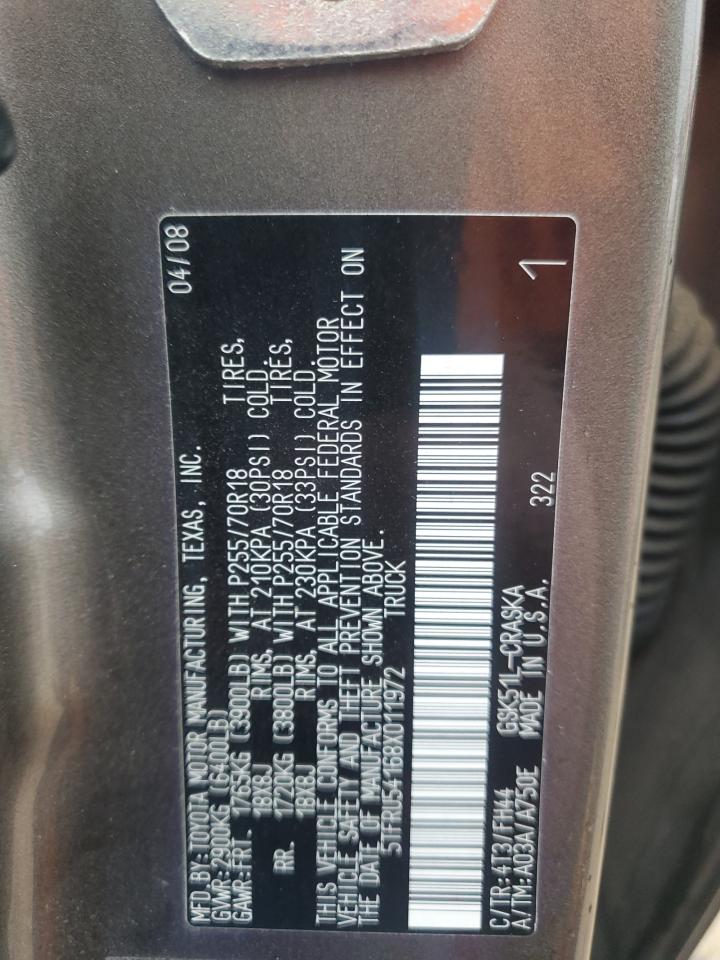 MFD. BY: TOYOTA MOTOR MANUFACTURING, TEXAS, INC. 04/08
GVWR: 2900KG (6400LB)
GAWR: FRT. 1765KG (3900LB) WITH P255/70R18 TIRES,
18X8J RIMS, AT 210KPA (30PSI) COLD
RR. 1720KG (3800LB) WITH P255/70R18 TIRES,
18X8J RIMS, AT 230KPA (33PSI) COLD.
THIS VEHICLE CONFORMS TO ALL APPLICABLE FEDERAL MOTOR
VEHICLE SAFETY AND THEFT PREVENTION STANDARDS IN EFFECT ON
THE DATE OF MANUFACTURE SHOWN ABOVE.
5TFRU54168X011972 TRUCK
C/TR: 4T3/FH44 GSK51L-CRASKA
A/TM: A03A/A750E MADE IN U.S.A. 322 1